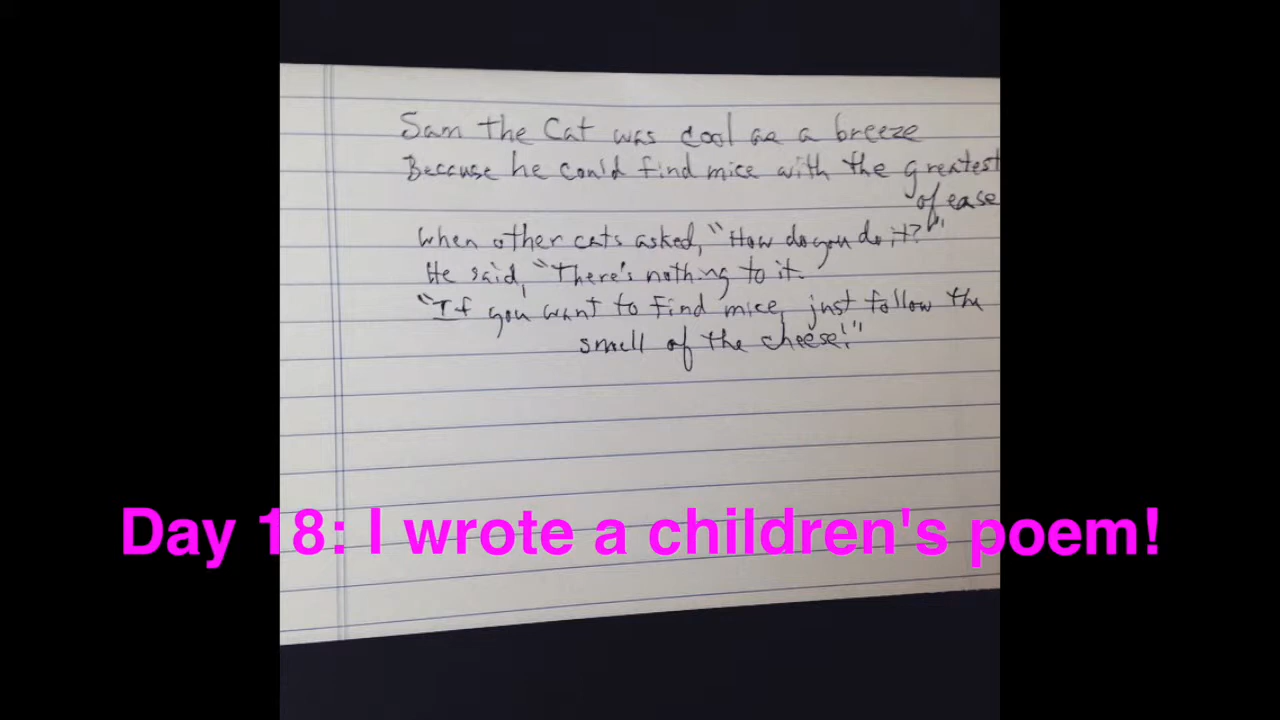 Sam the Cat was cool as a breeze
Because he could find mice with the greatest
of ease
When other cats asked, "How do you do it?"
He said, "There's nothing to it.
"If you want to find mice, just follow the
smell of the cheese!"
Day 18: I wrote a children's poem!